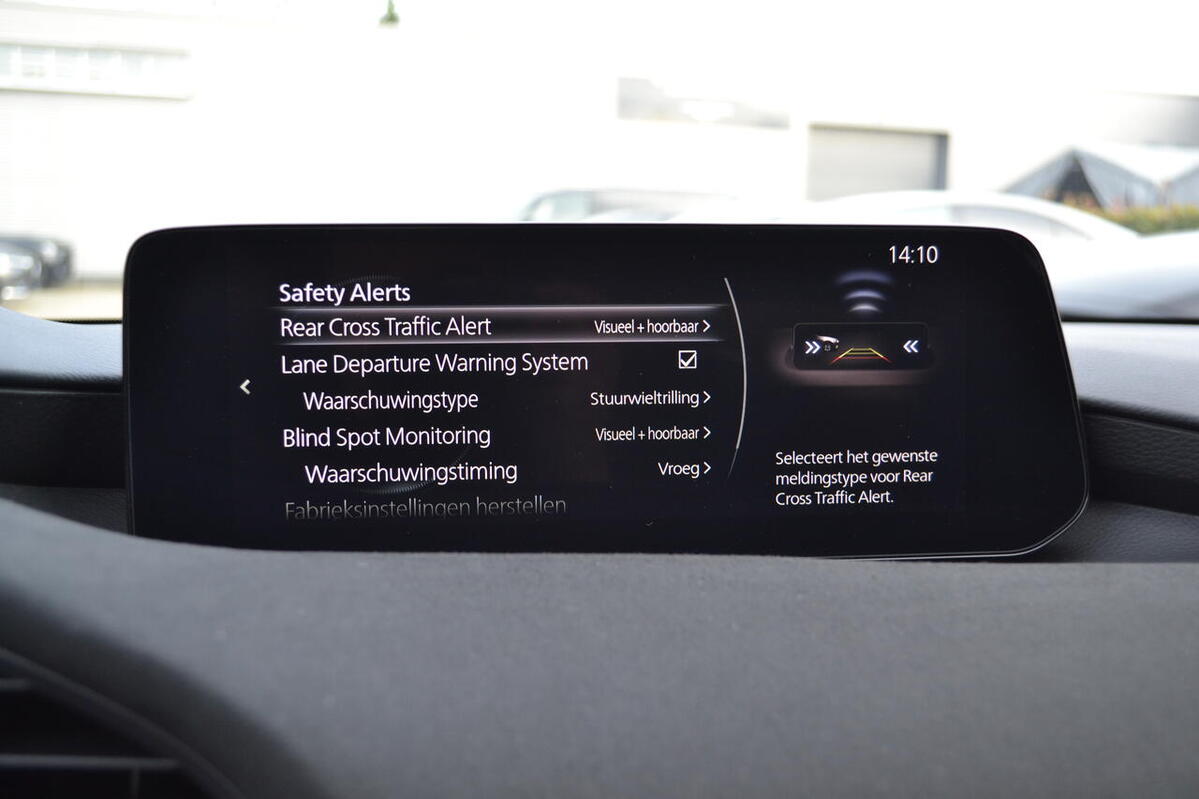 14:10
Safety Alerts
Rear Cross Traffic Alert Visueel + hoorbaar >
Lane Departure Warning System
Waarschuwingstype Stuurwieltrilling >
Blind Spot Monitoring Visueel + hoorbaar >
Waarschuwingstiming Vroeg >
Fabrieksinstellingen herstellen
Selecteert het gewenste
meldingstype voor Rear
Cross Traffic Alert.